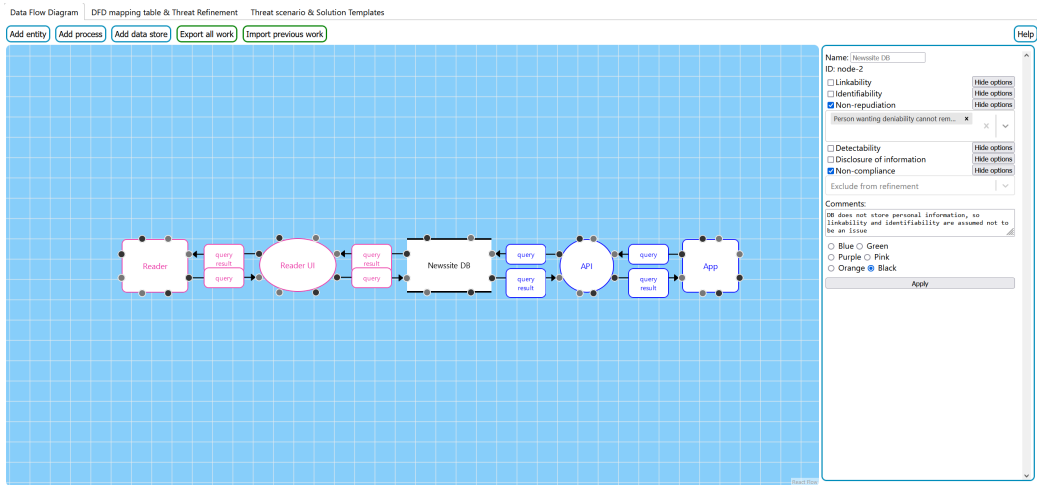 Data Flow Diagram DFD mapping table & Threat Refinement Threat scenario & Solution Templates
Add entity Add process Add data store Export all work Import previous work Help
Name: Newssite DB
ID: node-2
Linkability Hide options
Identifiability Hide options
Non-repudiation Hide options
Person wanting deniability cannot rem... ×
Detectability Hide options
Disclosure of information Hide options
Non-compliance Hide options
Exclude from refinement
Comments:
DB does not store personal information, so
linkability and identifiability are assumed not to
be an issue
Blue Green
Purple Pink
Orange Black
Apply
Reader
query
result
query
Reader UI
query
result
query
Newssite DB
query
query
result
API
query
query
result
App
React Flow